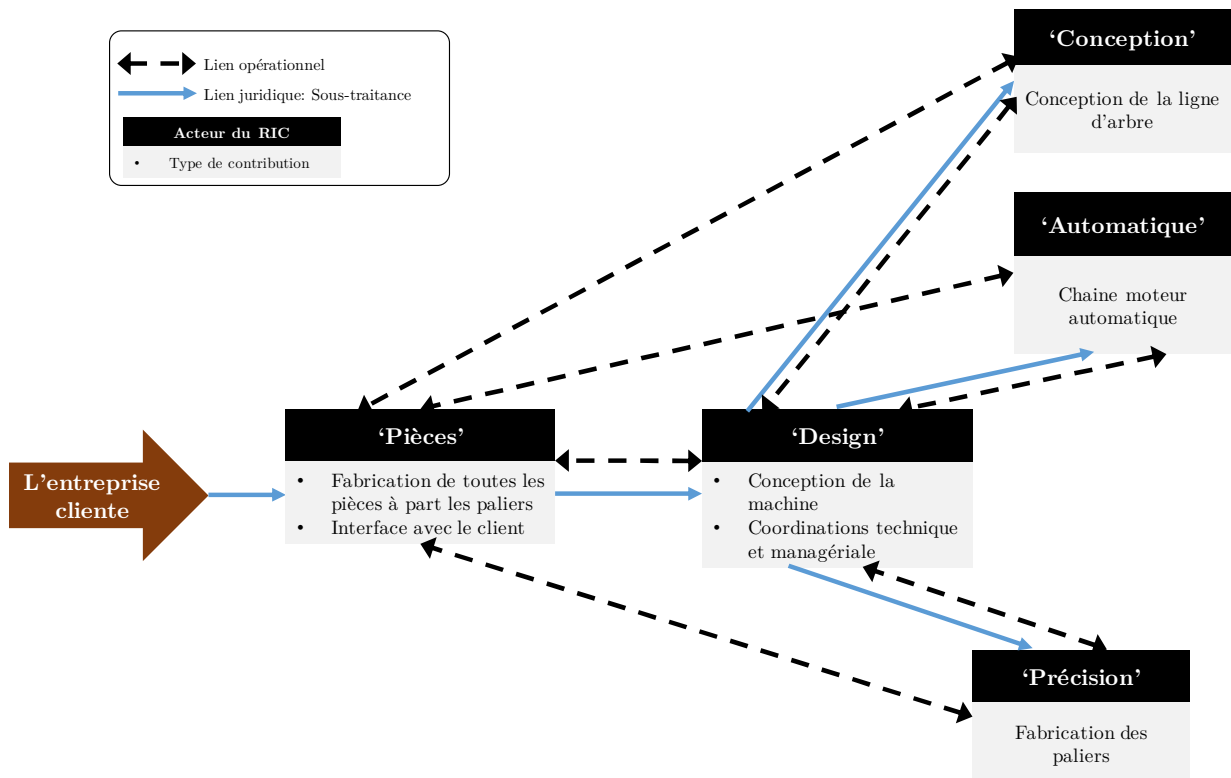 Lien opérationnel
Lien juridique: Sous-traitance
Acteur du RIC
• Type de contribution
‘Conception’
Conception de la ligne
d'arbre
‘Automatique’
Chaine moteur
automatique
L'entreprise
cliente
‘Pièces’
• Fabrication de toutes les
pièces à part les paliers
• Interface avec le client
‘Design’
• Conception de la
machine
• Coordinations technique
et managériale
‘Précision’
Fabrication des
paliers